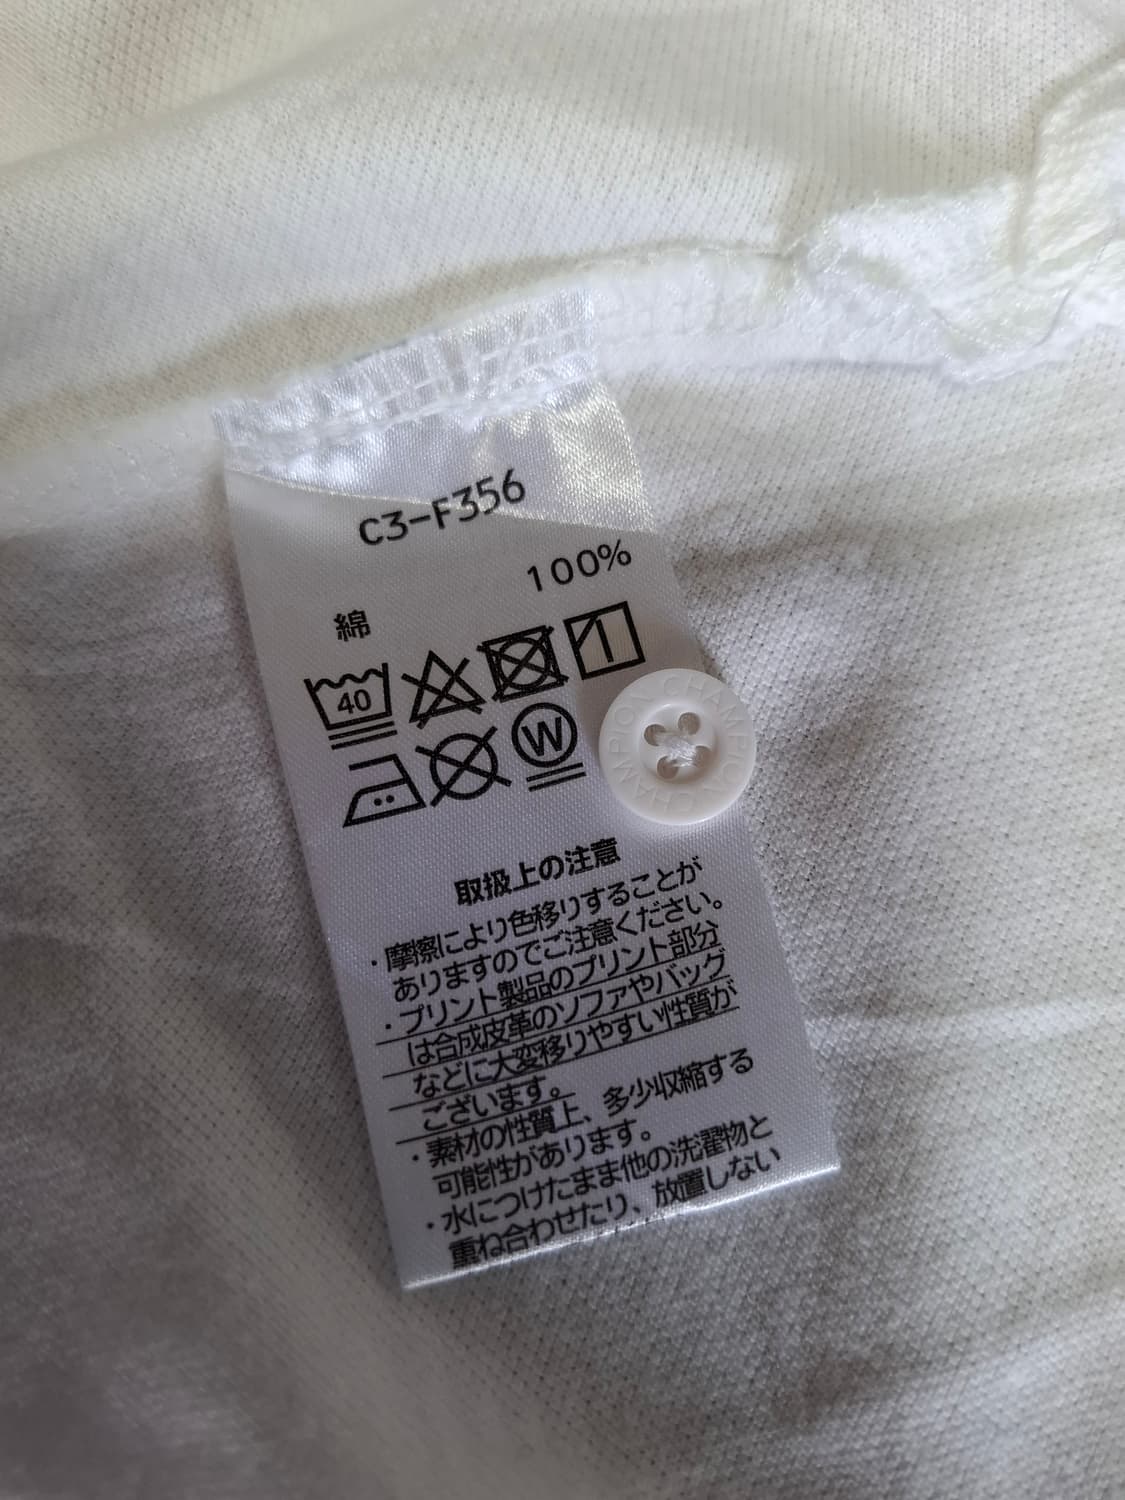 C3-F356
綿 100%
40
W
CHAMPION CHAMPION
取扱上の注意
・摩擦により色移りすることが
ありますのでご注意ください。
・プリント製品のプリント部分
は合成皮革のソファやバッグ
などに大変移りやすい性質が
ございます。
・素材の性質上、多少収縮する
可能性があります。
・水につけたまま他の洗濯物と
重ね合わせたり、放置しない